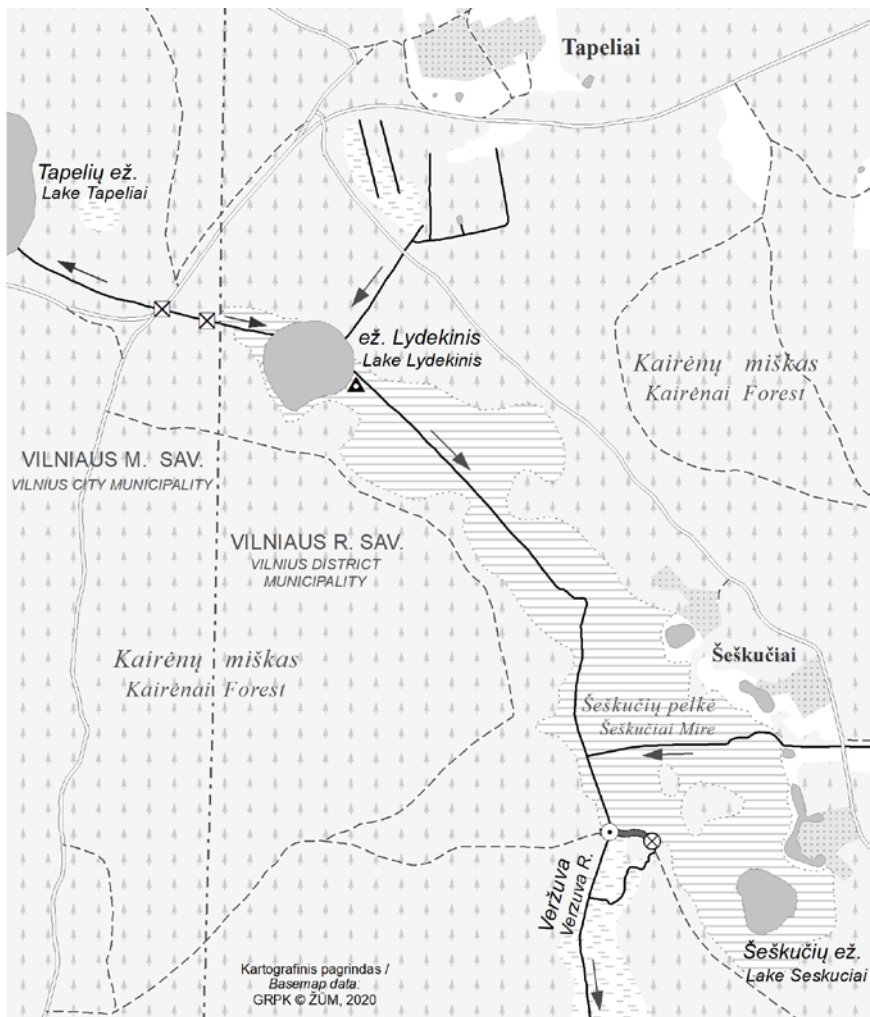 Tapeliai
Tapelių ež.
Lake Tapeliai
ež. Lydekinis
Lake Lydekinis
Kairėnų miškas
Kairėnai Forest
VILNIAUS M. SAV.
VILNIUS CITY MUNICIPALITY
VILNIAUS R. SAV.
VILNIUS DISTRICT
MUNICIPALITY
Kairėnų miškas
Kairėnai Forest
Šeškučiai
Šeškučių pelkė
Šeškučiai Mire
Veržuva
Verzuva R.
Šeškučių ež.
Lake Seskuciai
Kartografinis pagrindas /
Basemap data:
GRPK © ŽŪM, 2020